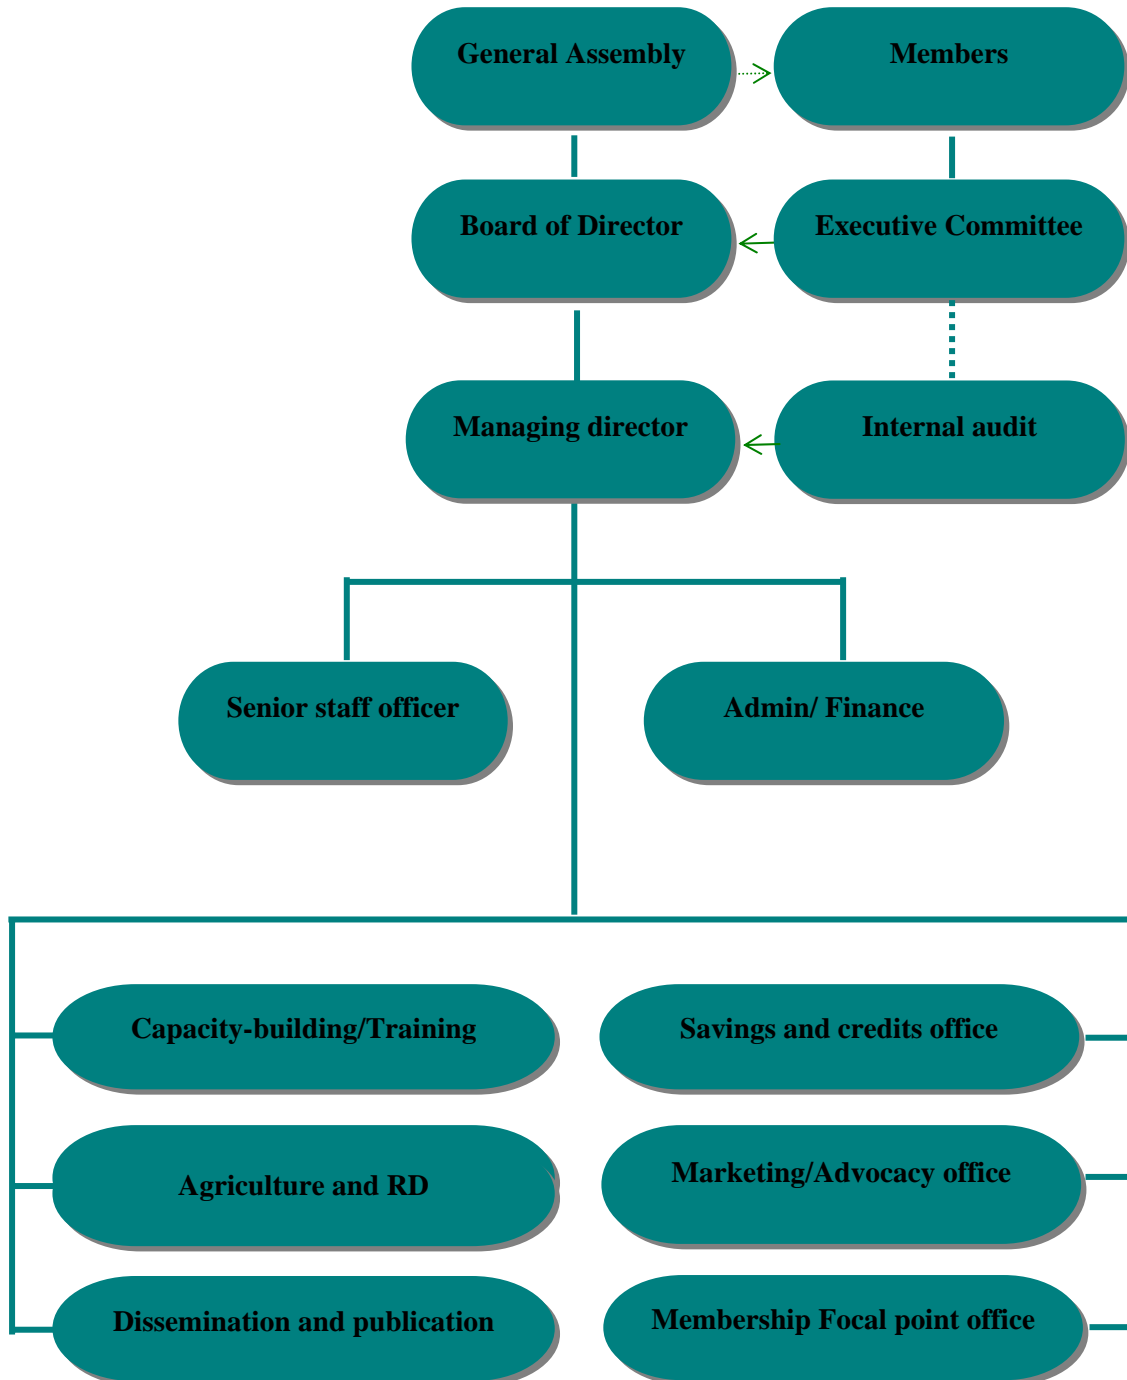 General Assembly
Members
Board of Director
Executive Committee
Managing director
Internal audit
Senior staff officer
Admin/ Finance
Capacity-building/Training
Savings and credits office
Agriculture and RD
Marketing/Advocacy office
Dissemination and publication
Membership Focal point office